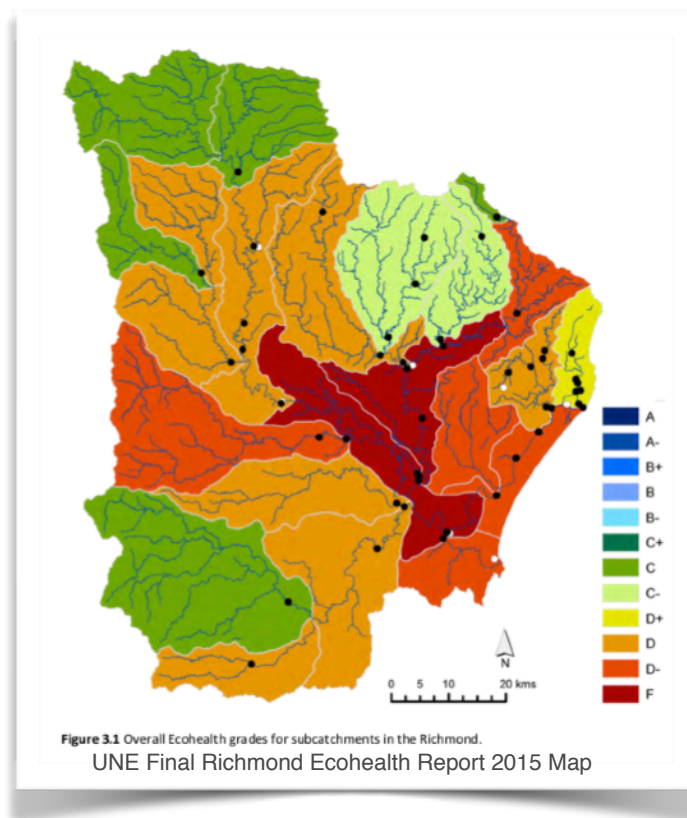 A
A-
B+
B
B-
C+
C
C-
D+
D
D-
F
N
0 5 10 20 kms
Figure 3.1 Overall Ecohealth grades for subcatchments in the Richmond.
UNE Final Richmond Ecohealth Report 2015 Map